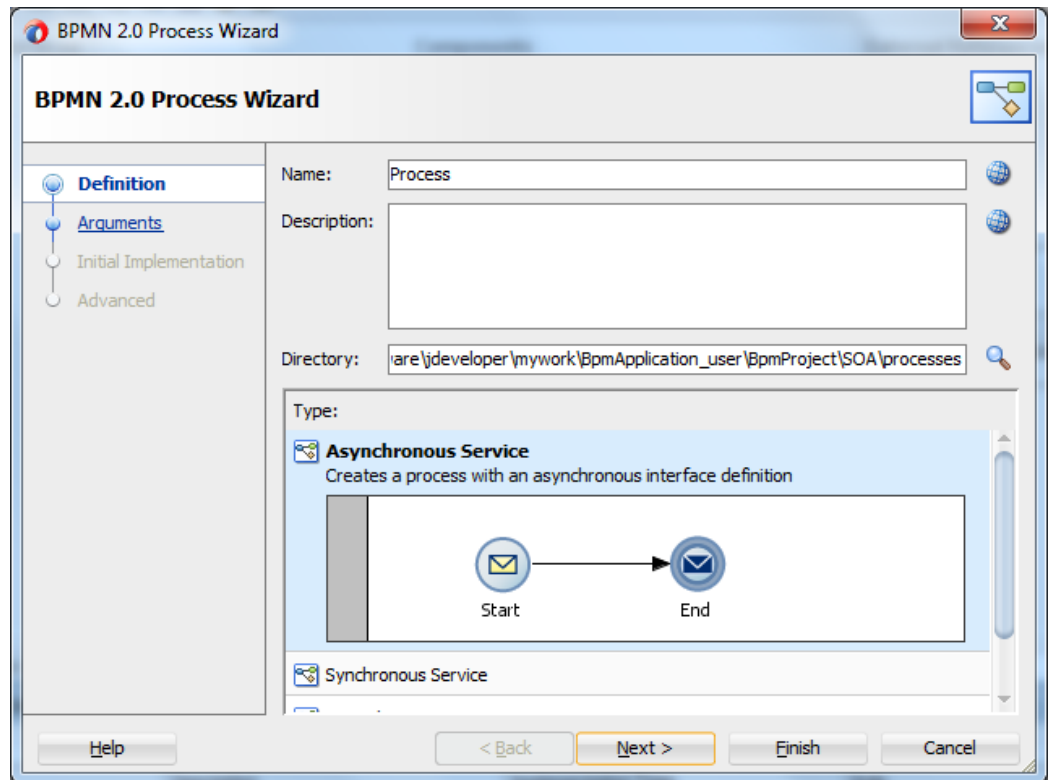 BPMN 2.0 Process Wizard
BPMN 2.0 Process Wizard
Definition
Arguments
Initial Implementation
Advanced
Name: Process
Description:
Directory: are\jdeveloper\mywork\BpmApplication_user\BpmProject\SOA\processes
Type:
Asynchronous Service
Creates a process with an asynchronous interface definition
Start End
Synchronous Service
Help < Back Next > Finish Cancel